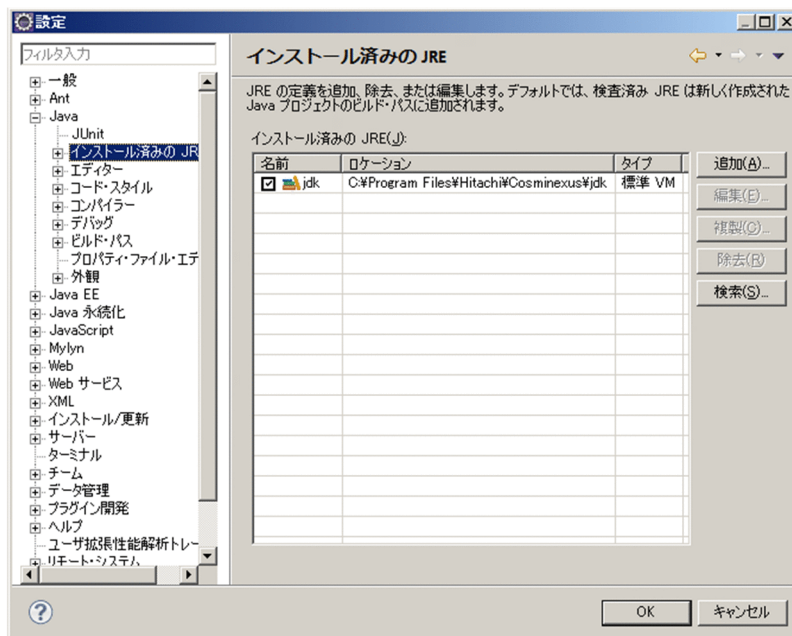 設定
フィルタ入力
一般
Ant
Java
JUnit
インストール済みの JR
エディター
コード・スタイル
コンパイラー
デバッグ
ビルド・パス
プロパティ・ファイル・エデ
外観
Java EE
Java 永続化
JavaScript
Mylyn
Web
Web サービス
XML
インストール/更新
サーバー
ターミナル
チーム
データ管理
プラグイン開発
ヘルプ
ユーザ拡張性能解析トレー
リモート・システム
インストール済みの JRE
JRE の定義を追加、除去、または編集します。デフォルトでは、検査済み JRE は新しく作成された
Java プロジェクトのビルド・パスに追加されます。
インストール済みの JRE(J):
名前 ロケーション タイプ
jdk C:¥Program Files¥Hitachi¥Cosminexus¥jdk 標準 VM
追加(A)...
編集(E)...
複製(C)...
除去(R)
検索(S)...
?
OK キャンセル